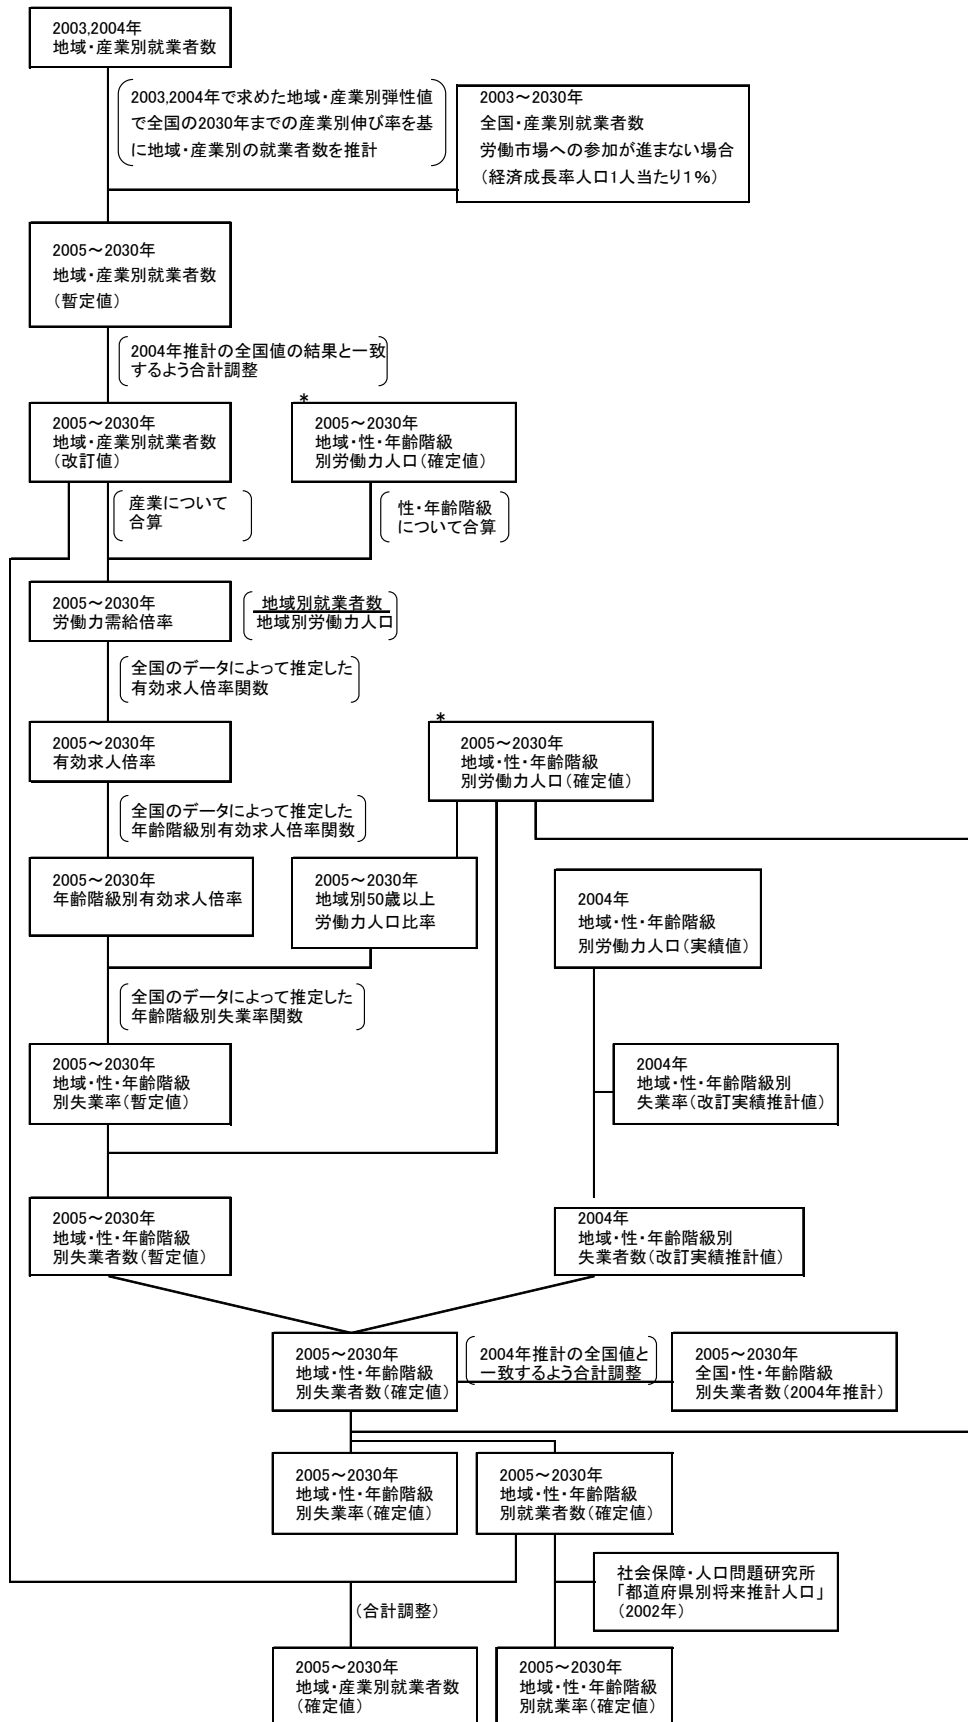 2003,2004年
地域・産業別就業者数
2003,2004年で求めた地域・産業別弾性値
で全国の2030年までの産業別伸び率を基
に地域・産業別の就業者数を推計
2003～2030年
全国・産業別就業者数
労働市場への参加が進まない場合
（経済成長率人口1人当たり1％）
2005～2030年
地域・産業別就業者数
（暫定値）
2004年推計の全国値の結果と一致
するよう合計調整
2005～2030年
地域・産業別就業者数
（改訂値）
*
2005～2030年
地域・性・年齢階級
別労働力人口（確定値）
産業について
合算
性・年齢階級
について合算
2005～2030年
労働力需給倍率
地域別就業者数
地域別労働力人口
全国のデータによって推定した
有効求人倍率関数
2005～2030年
有効求人倍率
*
2005～2030年
地域・性・年齢階級
別労働力人口（確定値）
全国のデータによって推定した
年齢階級別有効求人倍率関数
2005～2030年
年齢階級別有効求人倍率
2005～2030年
地域別50歳以上
労働力人口比率
2004年
地域・性・年齢階級
別労働力人口（実績値）
全国のデータによって推定した
年齢階級別失業率関数
2005～2030年
地域・性・年齢階級
別失業率（暫定値）
2004年
地域・性・年齢階級別
失業率（改訂実績推計値）
2005～2030年
地域・性・年齢階級
別失業者数（暫定値）
2004年
地域・性・年齢階級別
失業者数（改訂実績推計値）
2005～2030年
地域・性・年齢階級
別失業者数（確定値）
2004年推計の全国値と
一致するよう合計調整
2005～2030年
全国・性・年齢階級
別失業者数（2004年推計）
2005～2030年
地域・性・年齢階級
別失業率（確定値）
2005～2030年
地域・性・年齢階級
別就業者数（確定値）
社会保障・人口問題研究所
「都道府県別将来推計人口」
（2002年）
（合計調整）
2005～2030年
地域・産業別就業者数
（確定値）
2005～2030年
地域・性・年齢階級
別就業率（確定値）